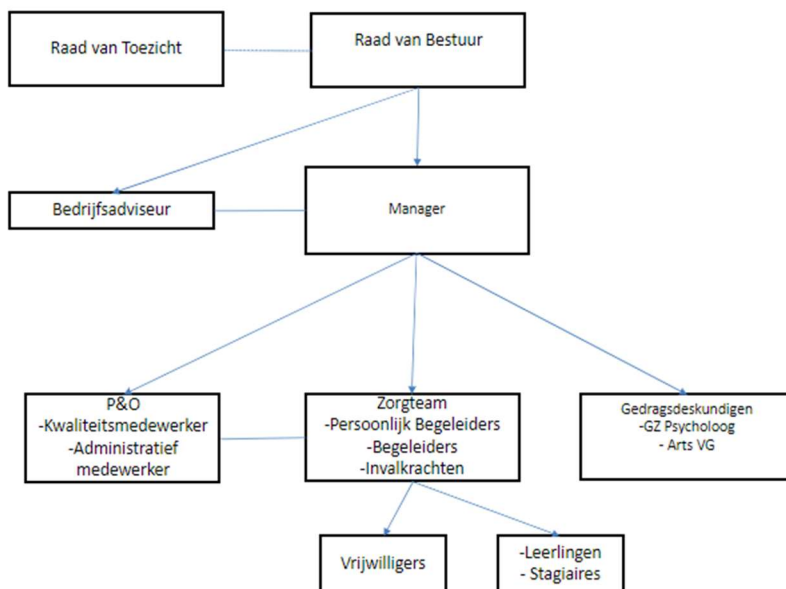 Raad van Toezicht
Raad van Bestuur
Bedrijfsadviseur
Manager
P&O
-Kwaliteitsmedewerker
-Administratief
medewerker
Zorgteam
-Persoonlijk Begeleiders
-Begeleiders
-Invalkrachten
Gedragsdeskundigen
-GZ Psycholoog
- Arts VG
Vrijwilligers
-Leerlingen
- Stagiaires